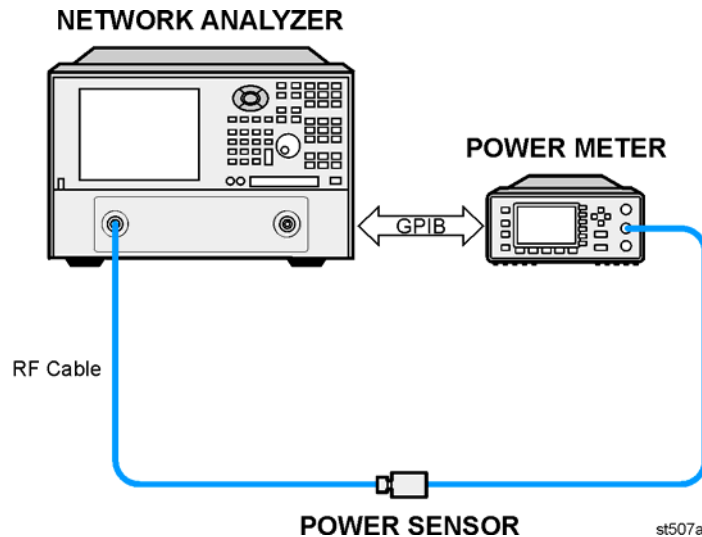 NETWORK ANALYZER
POWER METER
GPIB
RF Cable
POWER SENSOR
st507a